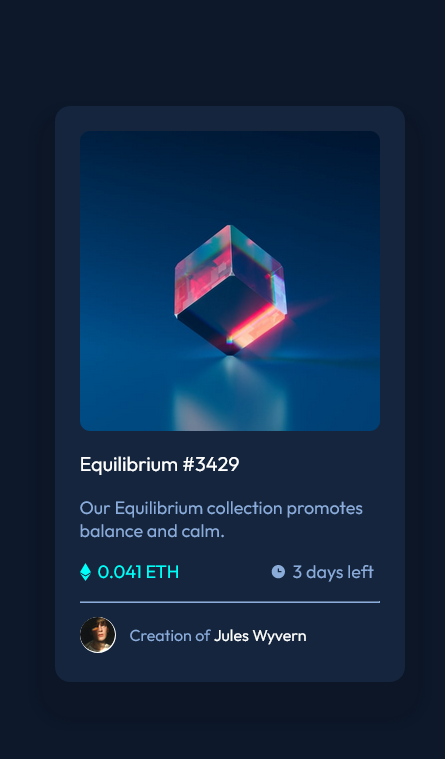 Equilibrium #3429
Our Equilibrium collection promotes
balance and calm.
0.041 ETH
3 days left
Creation of Jules Wyvern